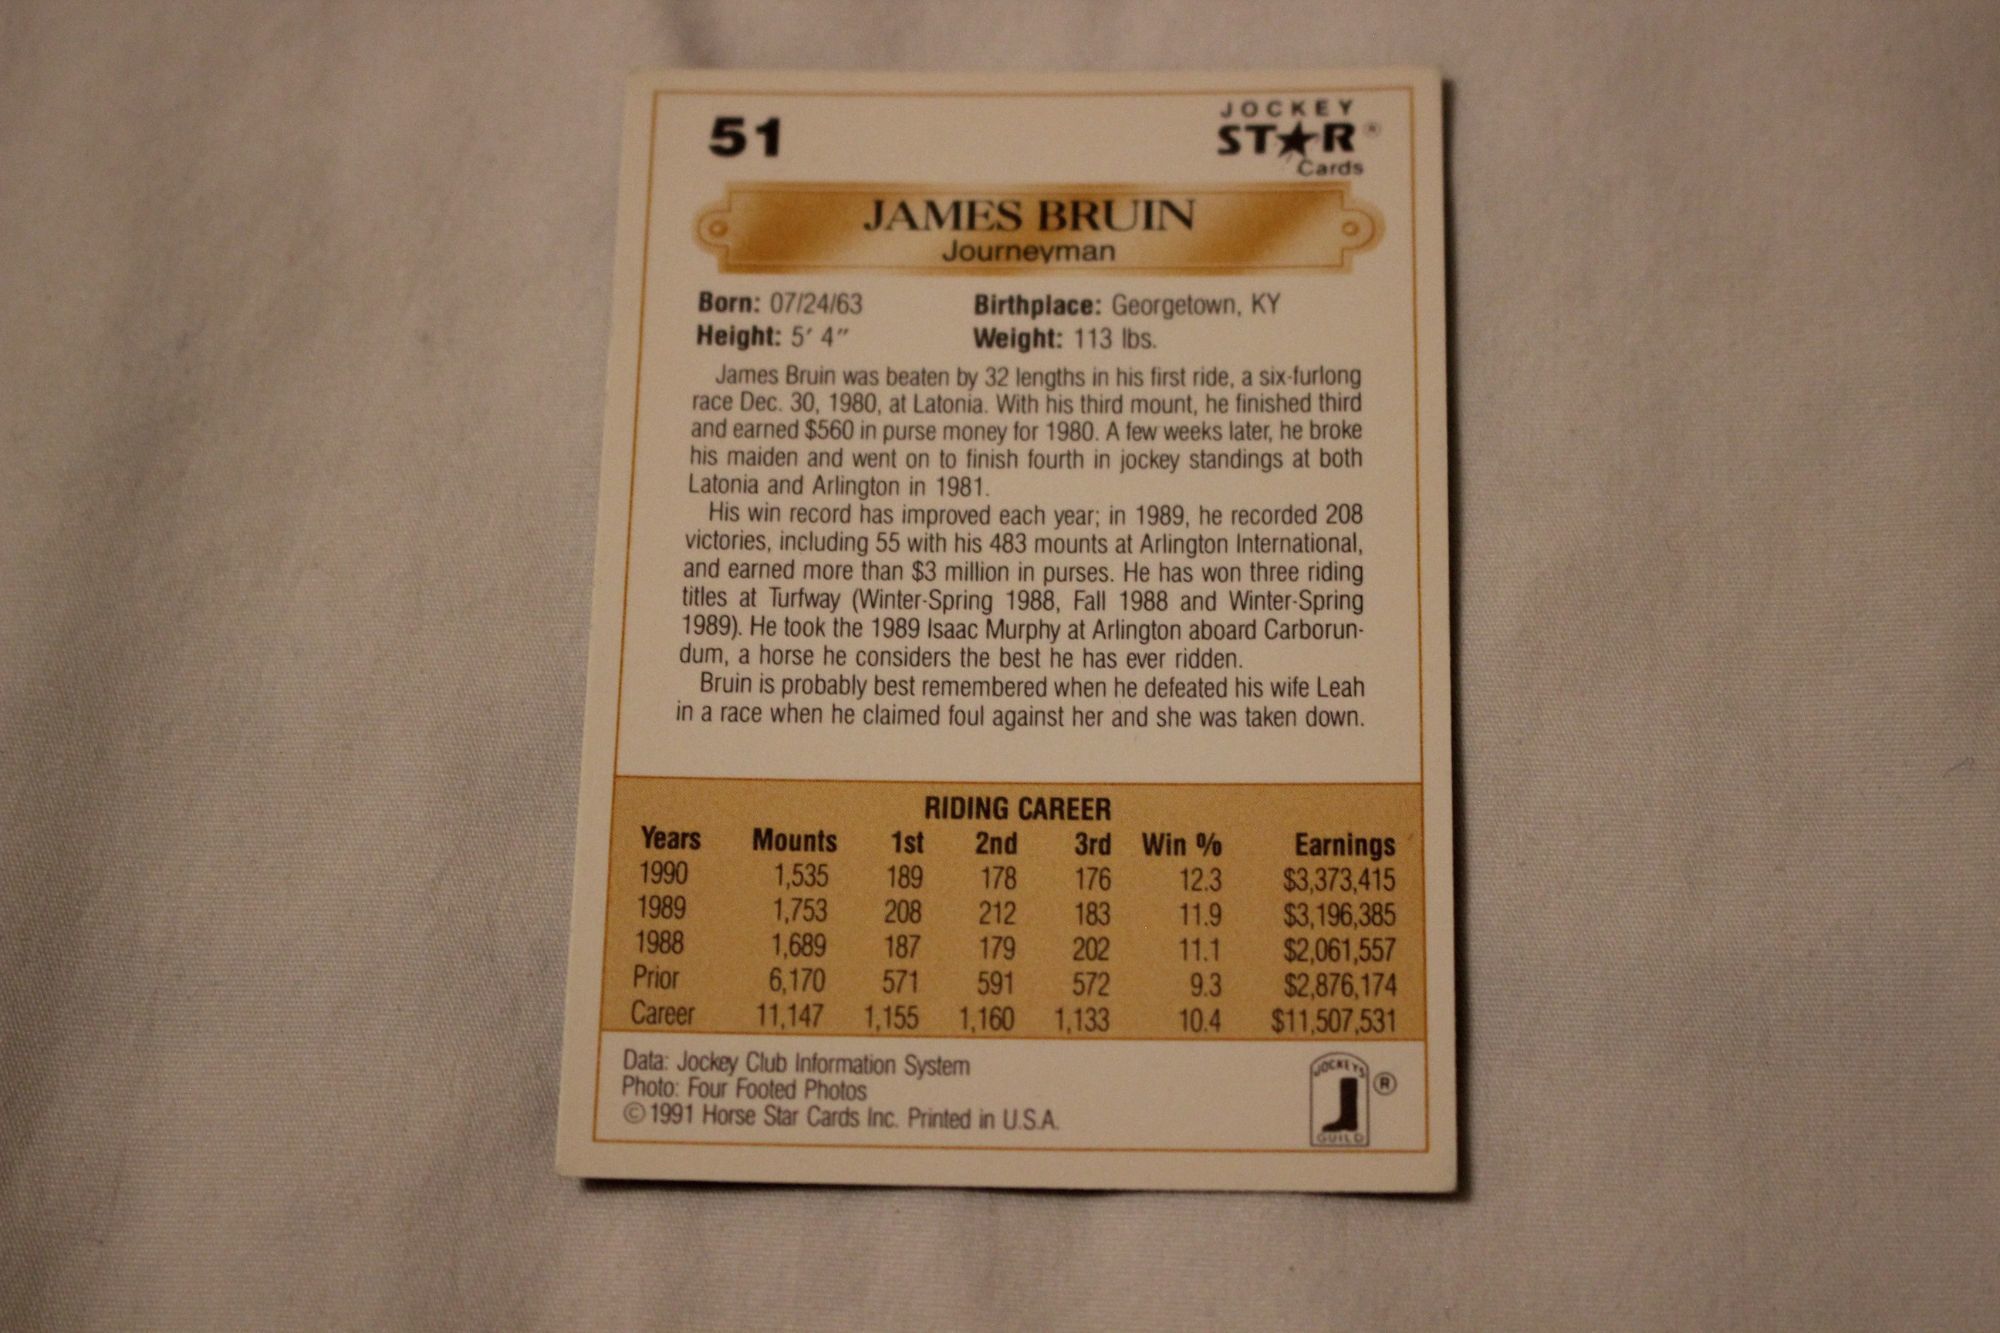 51
JOCKEY
ST★R®
Cards
JAMES BRUIN
Journeyman
Born: 07/24/63 Birthplace: Georgetown, KY
Height: 5' 4" Weight: 113 lbs.
James Bruin was beaten by 32 lengths in his first ride, a six-furlong
race Dec. 30, 1980, at Latonia. With his third mount, he finished third
and earned $560 in purse money for 1980. A few weeks later, he broke
his maiden and went on to finish fourth in jockey standings at both
Latonia and Arlington in 1981.
His win record has improved each year; in 1989, he recorded 208
victories, including 55 with his 483 mounts at Arlington International,
and earned more than $3 million in purses. He has won three riding
titles at Turfway (Winter-Spring 1988, Fall 1988 and Winter-Spring
1989). He took the 1989 Isaac Murphy at Arlington aboard Carborun-
dum, a horse he considers the best he has ever ridden.
Bruin is probably best remembered when he defeated his wife Leah
in a race when he claimed foul against her and she was taken down.
RIDING CAREER
Years Mounts 1st 2nd 3rd Win % Earnings
1990 1,535 189 178 176 12.3 $3,373,415
1989 1,753 208 212 183 11.9 $3,196,385
1988 1,689 187 179 202 11.1 $2,061,557
Prior 6,170 571 591 572 9.3 $2,876,174
Career 11,147 1,155 1,160 1,133 10.4 $11,507,531
Data: Jockey Club Information System
Photo: Four Footed Photos
©1991 Horse Star Cards Inc. Printed in U.S.A.
JOCKEYS
GUILD
®